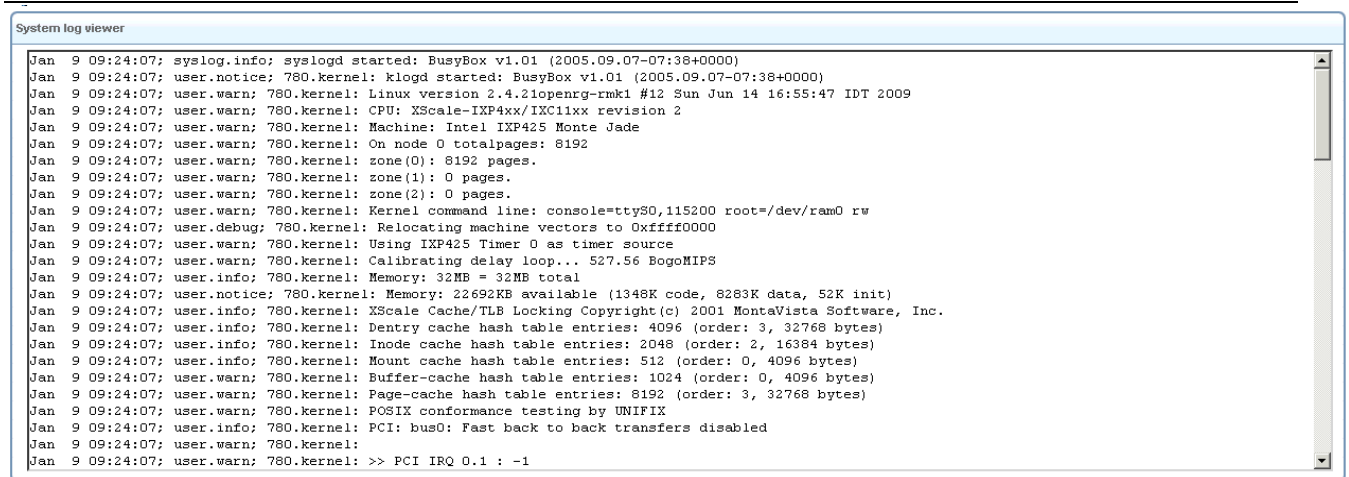 System log viewer
Jan  9 09:24:07; syslog.info; syslogd started: BusyBox v1.01 (2005.09.07-07:38+0000)
Jan  9 09:24:07; user.notice; 780.kernel: klogd started: BusyBox v1.01 (2005.09.07-07:38+0000)
Jan  9 09:24:07; user.warn; 780.kernel: Linux version 2.4.21openrg-rmk1 #12 Sun Jun 14 16:55:47 IDT 2009
Jan  9 09:24:07; user.warn; 780.kernel: CPU: XScale-IXP4xx/IXC11xx revision 2
Jan  9 09:24:07; user.warn; 780.kernel: Machine: Intel IXP425 Monte Jade
Jan  9 09:24:07; user.warn; 780.kernel: On node 0 totalpages: 8192
Jan  9 09:24:07; user.warn; 780.kernel: zone(0): 8192 pages.
Jan  9 09:24:07; user.warn; 780.kernel: zone(1): 0 pages.
Jan  9 09:24:07; user.warn; 780.kernel: zone(2): 0 pages.
Jan  9 09:24:07; user.warn; 780.kernel: Kernel command line: console=ttyS0,115200 root=/dev/ram0 rw
Jan  9 09:24:07; user.debug; 780.kernel: Relocating machine vectors to 0xffff0000
Jan  9 09:24:07; user.warn; 780.kernel: Using IXP425 Timer 0 as timer source
Jan  9 09:24:07; user.warn; 780.kernel: Calibrating delay loop... 527.56 BogoMIPS
Jan  9 09:24:07; user.info; 780.kernel: Memory: 32MB = 32MB total
Jan  9 09:24:07; user.notice; 780.kernel: Memory: 22692KB available (1348K code, 8283K data, 52K init)
Jan  9 09:24:07; user.info; 780.kernel: XScale Cache/TLB Locking Copyright(c) 2001 MontaVista Software, Inc.
Jan  9 09:24:07; user.info; 780.kernel: Dentry cache hash table entries: 4096 (order: 3, 32768 bytes)
Jan  9 09:24:07; user.info; 780.kernel: Inode cache hash table entries: 2048 (order: 2, 16384 bytes)
Jan  9 09:24:07; user.info; 780.kernel: Mount cache hash table entries: 512 (order: 0, 4096 bytes)
Jan  9 09:24:07; user.warn; 780.kernel: Buffer-cache hash table entries: 1024 (order: 0, 4096 bytes)
Jan  9 09:24:07; user.warn; 780.kernel: Page-cache hash table entries: 8192 (order: 3, 32768 bytes)
Jan  9 09:24:07; user.warn; 780.kernel: POSIX conformance testing by UNIFIX
Jan  9 09:24:07; user.info; 780.kernel: PCI: bus0: Fast back to back transfers disabled
Jan  9 09:24:07; user.warn; 780.kernel:
Jan  9 09:24:07; user.warn; 780.kernel: >> PCI IRQ 0.1 : -1